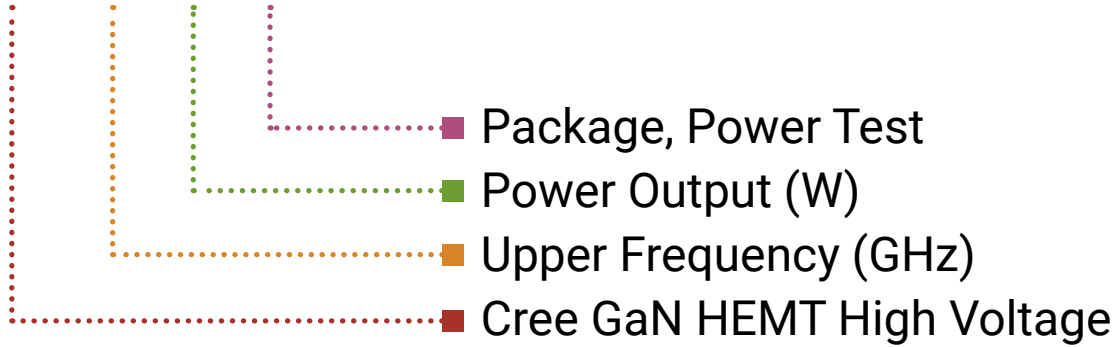 Package, Power Test
Power Output (W)
Upper Frequency (GHz)
Cree GaN HEMT High Voltage